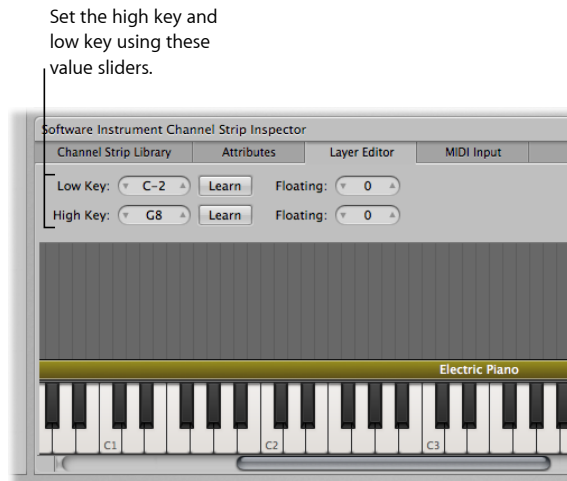 Set the high key and
low key using these
value sliders.
Software Instrument Channel Strip Inspector
Channel Strip Library Attributes Layer Editor MIDI Input
Low Key: C-2 Learn Floating: 0
High Key: G8 Learn Floating: 0
Electric Piano
C1 C2 C3